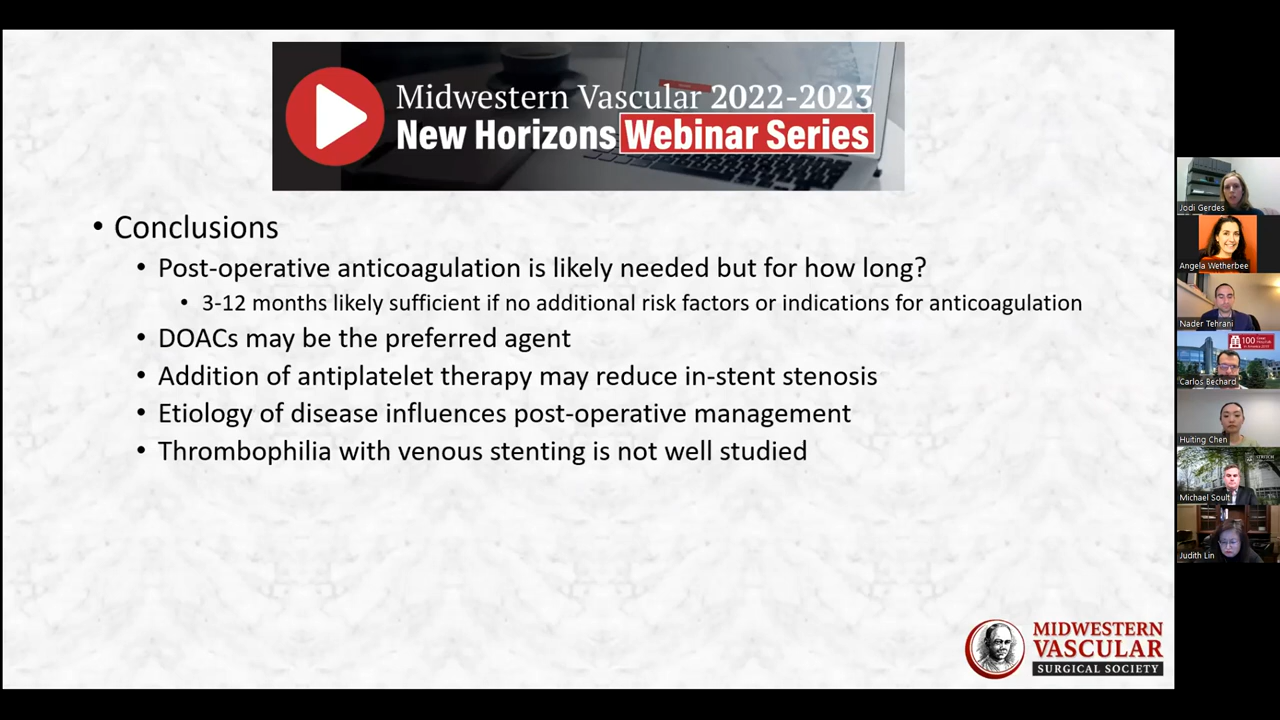 Midwestern Vascular 2022-2023
New Horizons Webinar Series
• Conclusions
• Post-operative anticoagulation is likely needed but for how long?
• 3-12 months likely sufficient if no additional risk factors or indications for anticoagulation
• DOACs may be the preferred agent
• Addition of antiplatelet therapy may reduce in-stent stenosis
• Etiology of disease influences post-operative management
• Thrombophilia with venous stenting is not well studied
MIDWESTERN
VASCULAR
SURGICAL SOCIETY
Jodi Gerdes
Angela Wetherbee
Nader Tehrani
100
Carlos Bechard
Huiting Chen
Michael Soult
Judith Lin